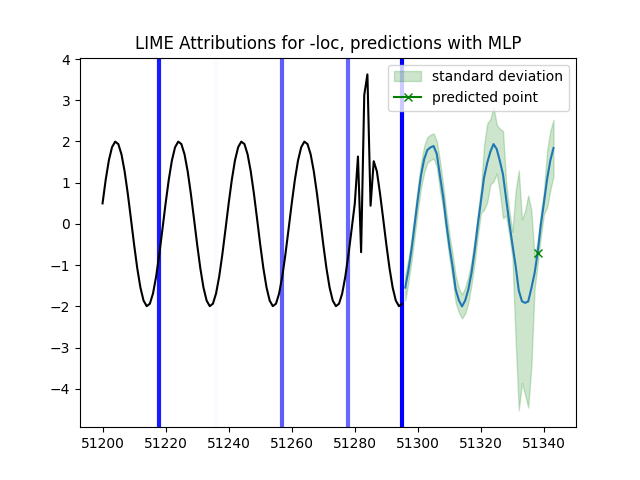 LIME Attributions for -loc, predictions with MLP
standard deviation
predicted point
4
3
2
1
0
−1
−2
−3
−4
51200 51220 51240 51260 51280 51300 51320 51340